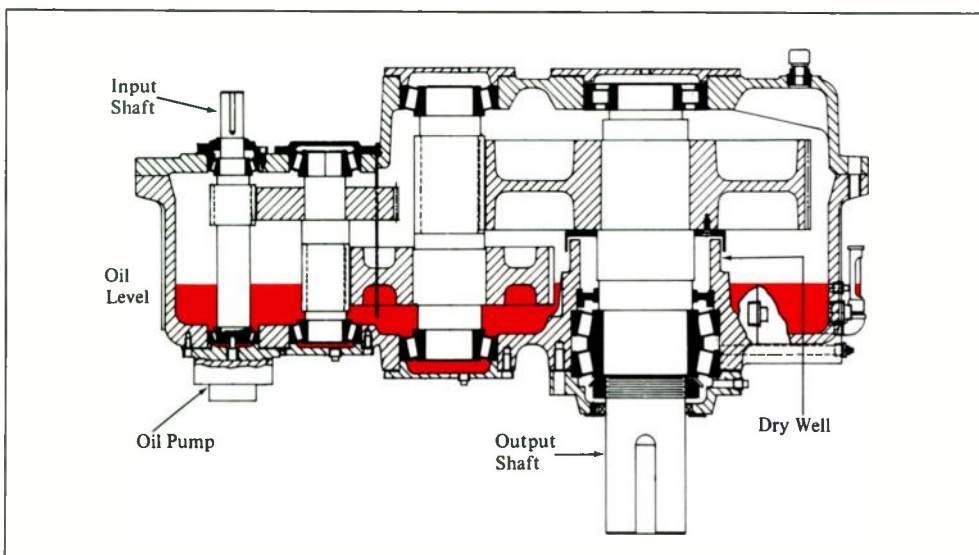 Input
Shaft
Oil
Level
Oil Pump
Output
Shaft
Dry Well